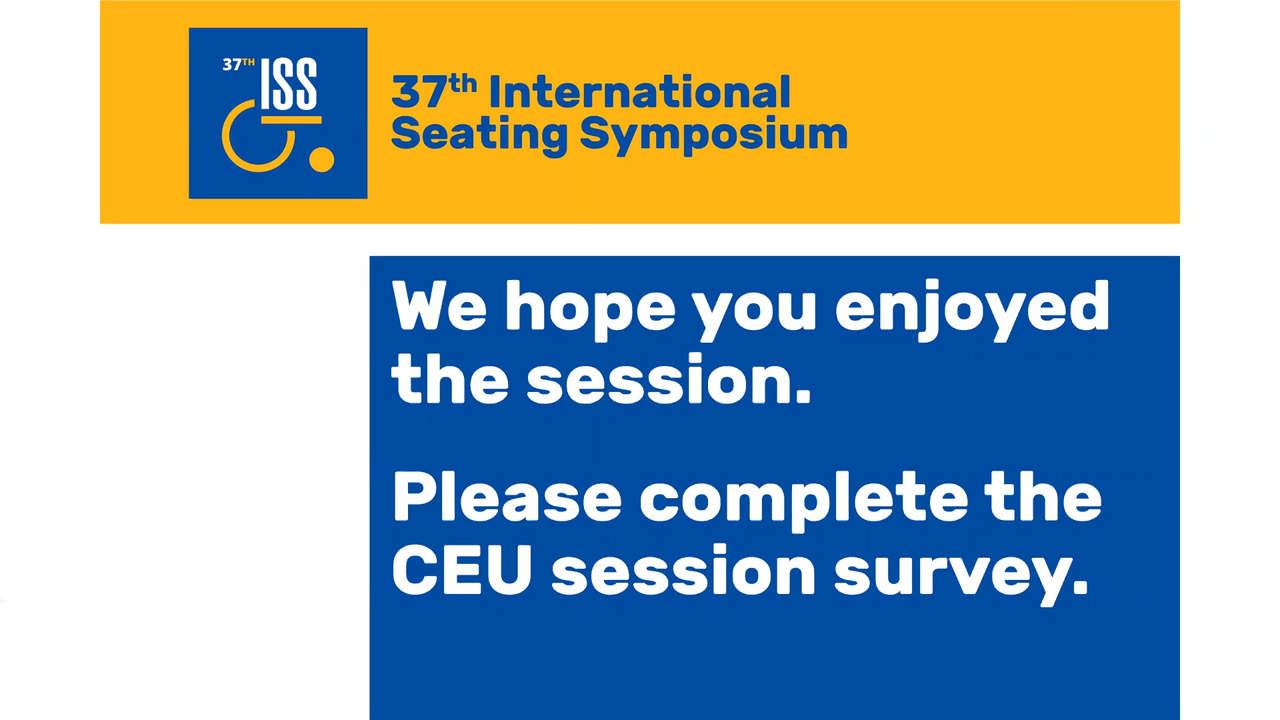 37TH ISS
37th International
Seating Symposium
We hope you enjoyed
the session.
Please complete the
CEU session survey.